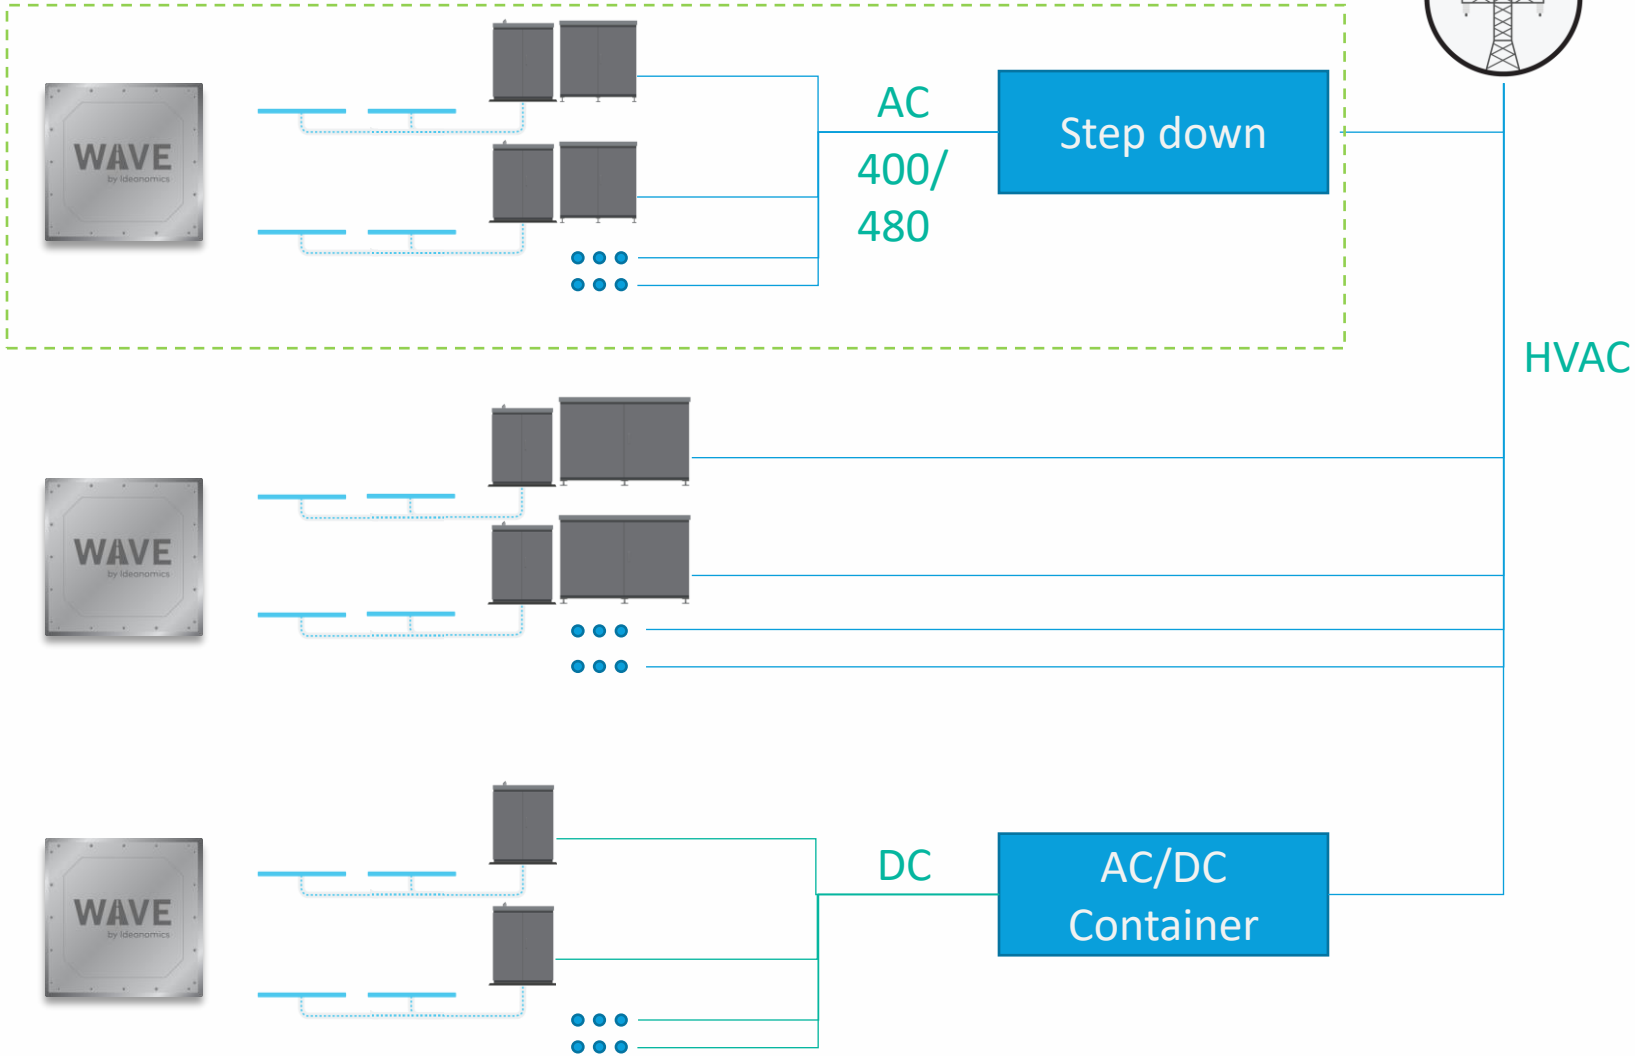 WAVE
by Ideanomics
AC
400/
480
Step down
HVAC
WAVE
by Ideanomics
WAVE
by Ideanomics
DC
AC/DC
Container